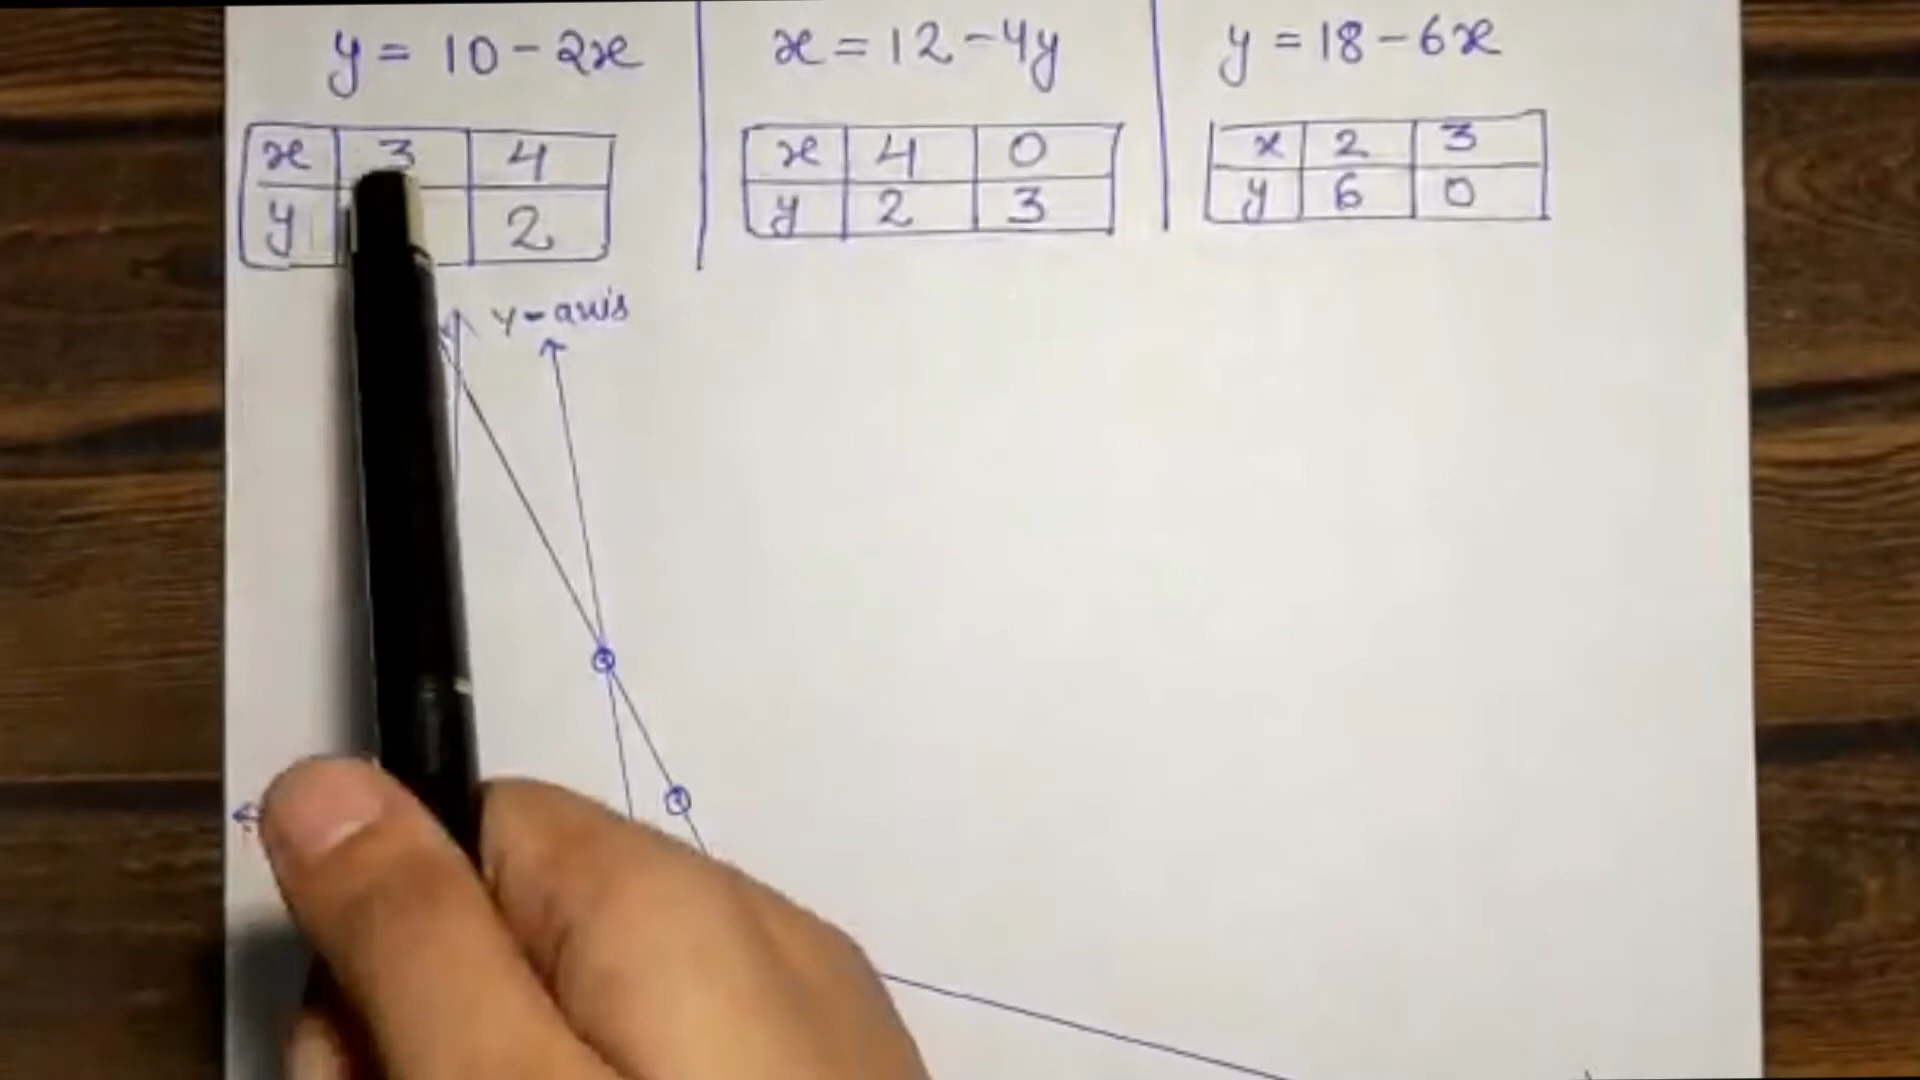 y = 10 - 2x
x = 12 - 4y
y = 18 - 6x
x 3 4
y 2
x 4 0
y 2 3
x 2 3
y 6 0
Y-axis